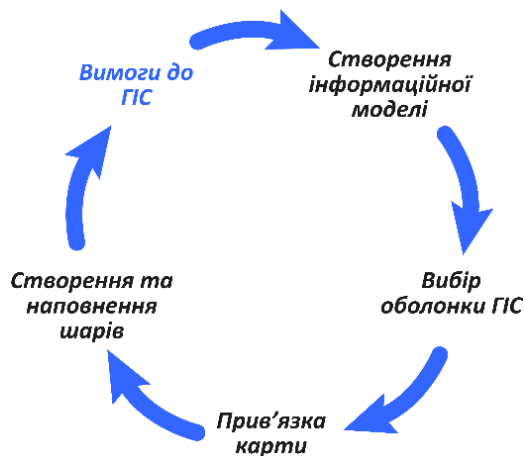 Вимоги до
ГІС
Створення
інформаційної
моделі
Вибір
оболонки ГІС
Прив’язка
карти
Створення та
наповнення
шарів